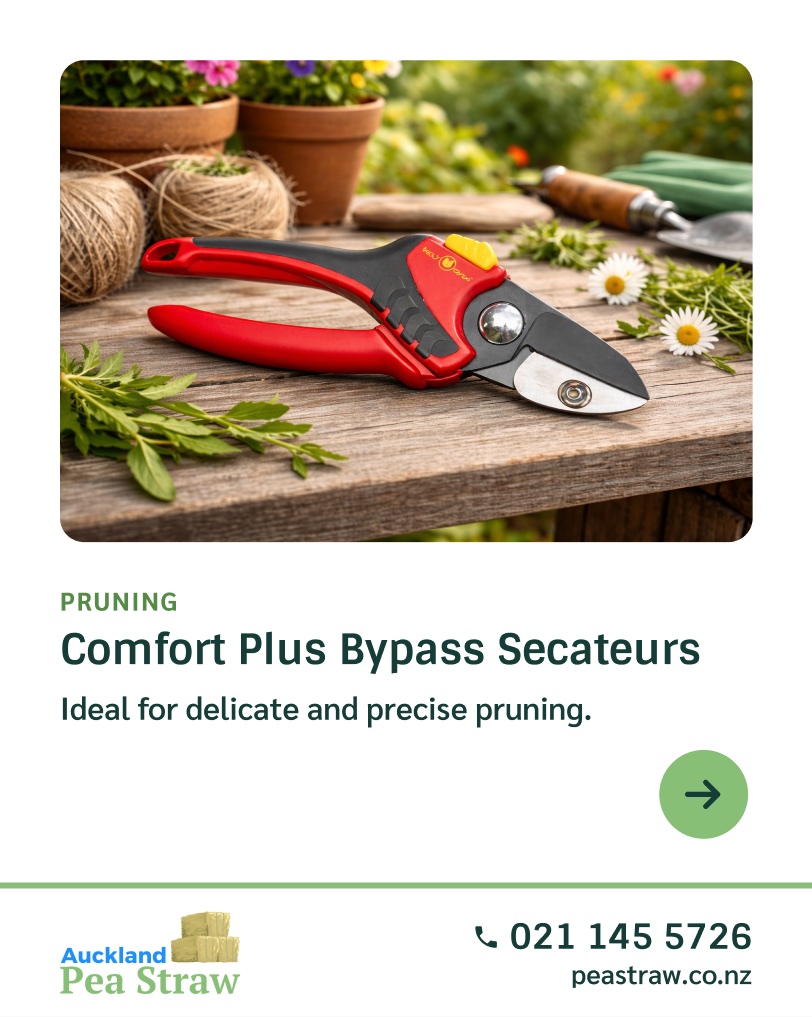 PRUNING
Comfort Plus Bypass Secateurs
Ideal for delicate and precise pruning.
Auckland
Pea Straw
021 145 5726
peastraw.co.nz